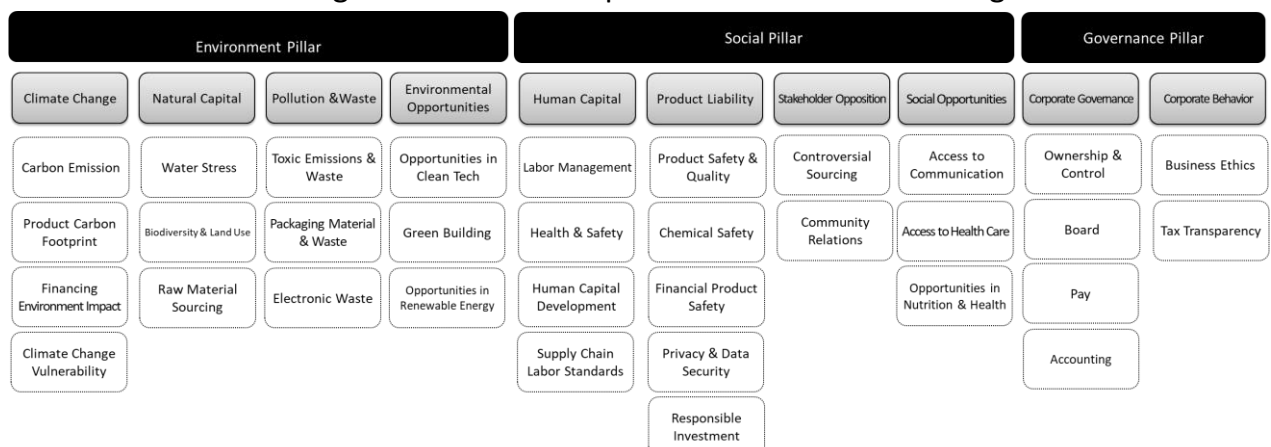 Environment Pillar
Social Pillar
Governance Pillar
Climate Change
Natural Capital
Pollution &Waste
Environmental
Opportunities
Human Capital
Product Liability
Stakeholder Opposition
Social Opportunities
Corporate Governance
Corporate Behavior
Carbon Emission
Water Stress
Toxic Emissions &
Waste
Opportunities in
Clean Tech
Labor Management
Product Safety &
Quality
Controversial
Sourcing
Access to
Communication
Ownership &
Control
Business Ethics
Product Carbon
Footprint
Biodiversity & Land Use
Packaging Material
& Waste
Green Building
Health & Safety
Chemical Safety
Community
Relations
Access to Health Care
Board
Tax Transparency
Financing
Environment Impact
Raw Material
Sourcing
Electronic Waste
Opportunities in
Renewable Energy
Human Capital
Development
Financial Product
Safety
Opportunities in
Nutrition & Health
Pay
Climate Change
Vulnerability
Supply Chain
Labor Standards
Privacy & Data
Security
Accounting
Responsible
Investment